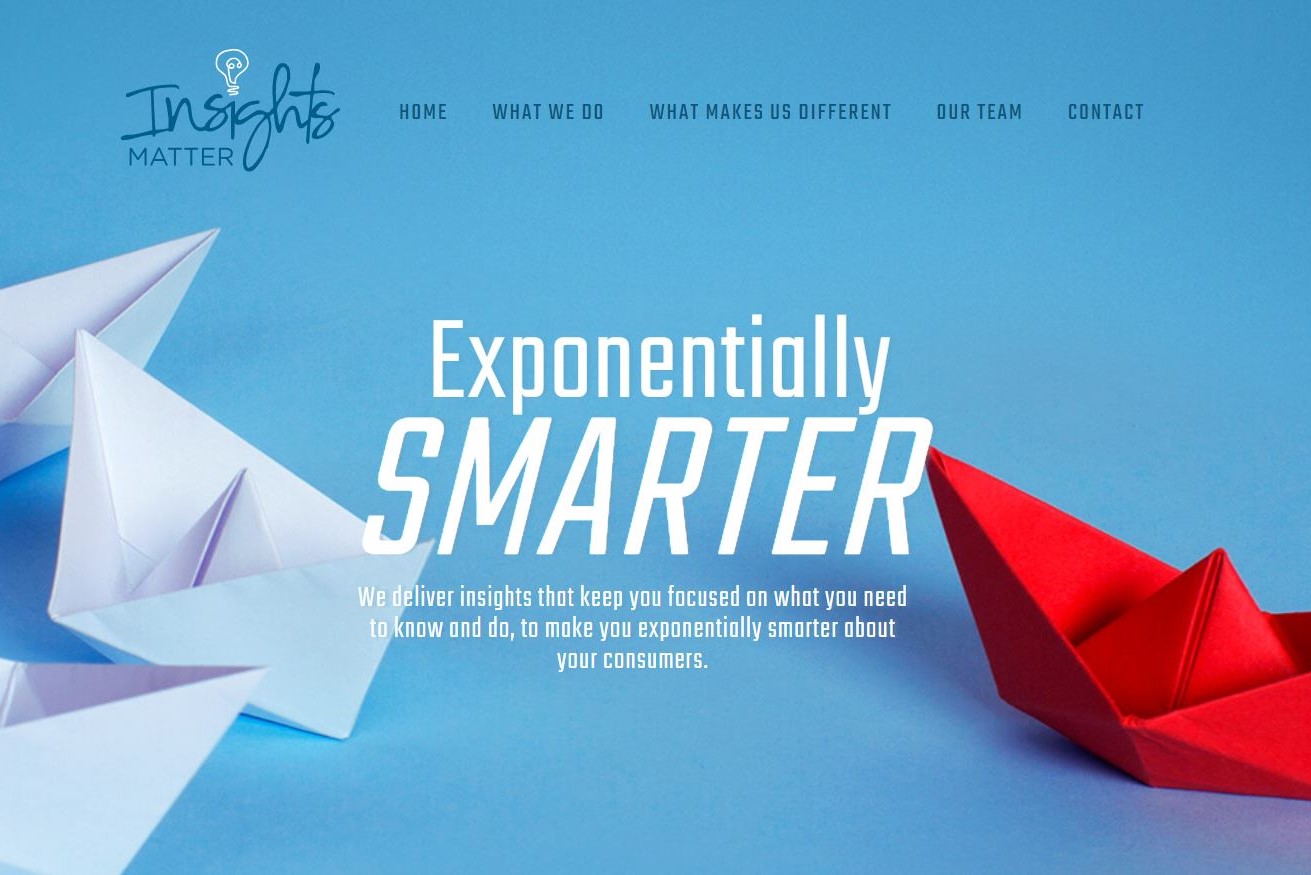 Insights
MATTER
HOME WHAT WE DO WHAT MAKES US DIFFERENT OUR TEAM CONTACT
Exponentially
SMARTER
We deliver insights that keep you focused on what you need
to know and do, to make you exponentially smarter about
your consumers.